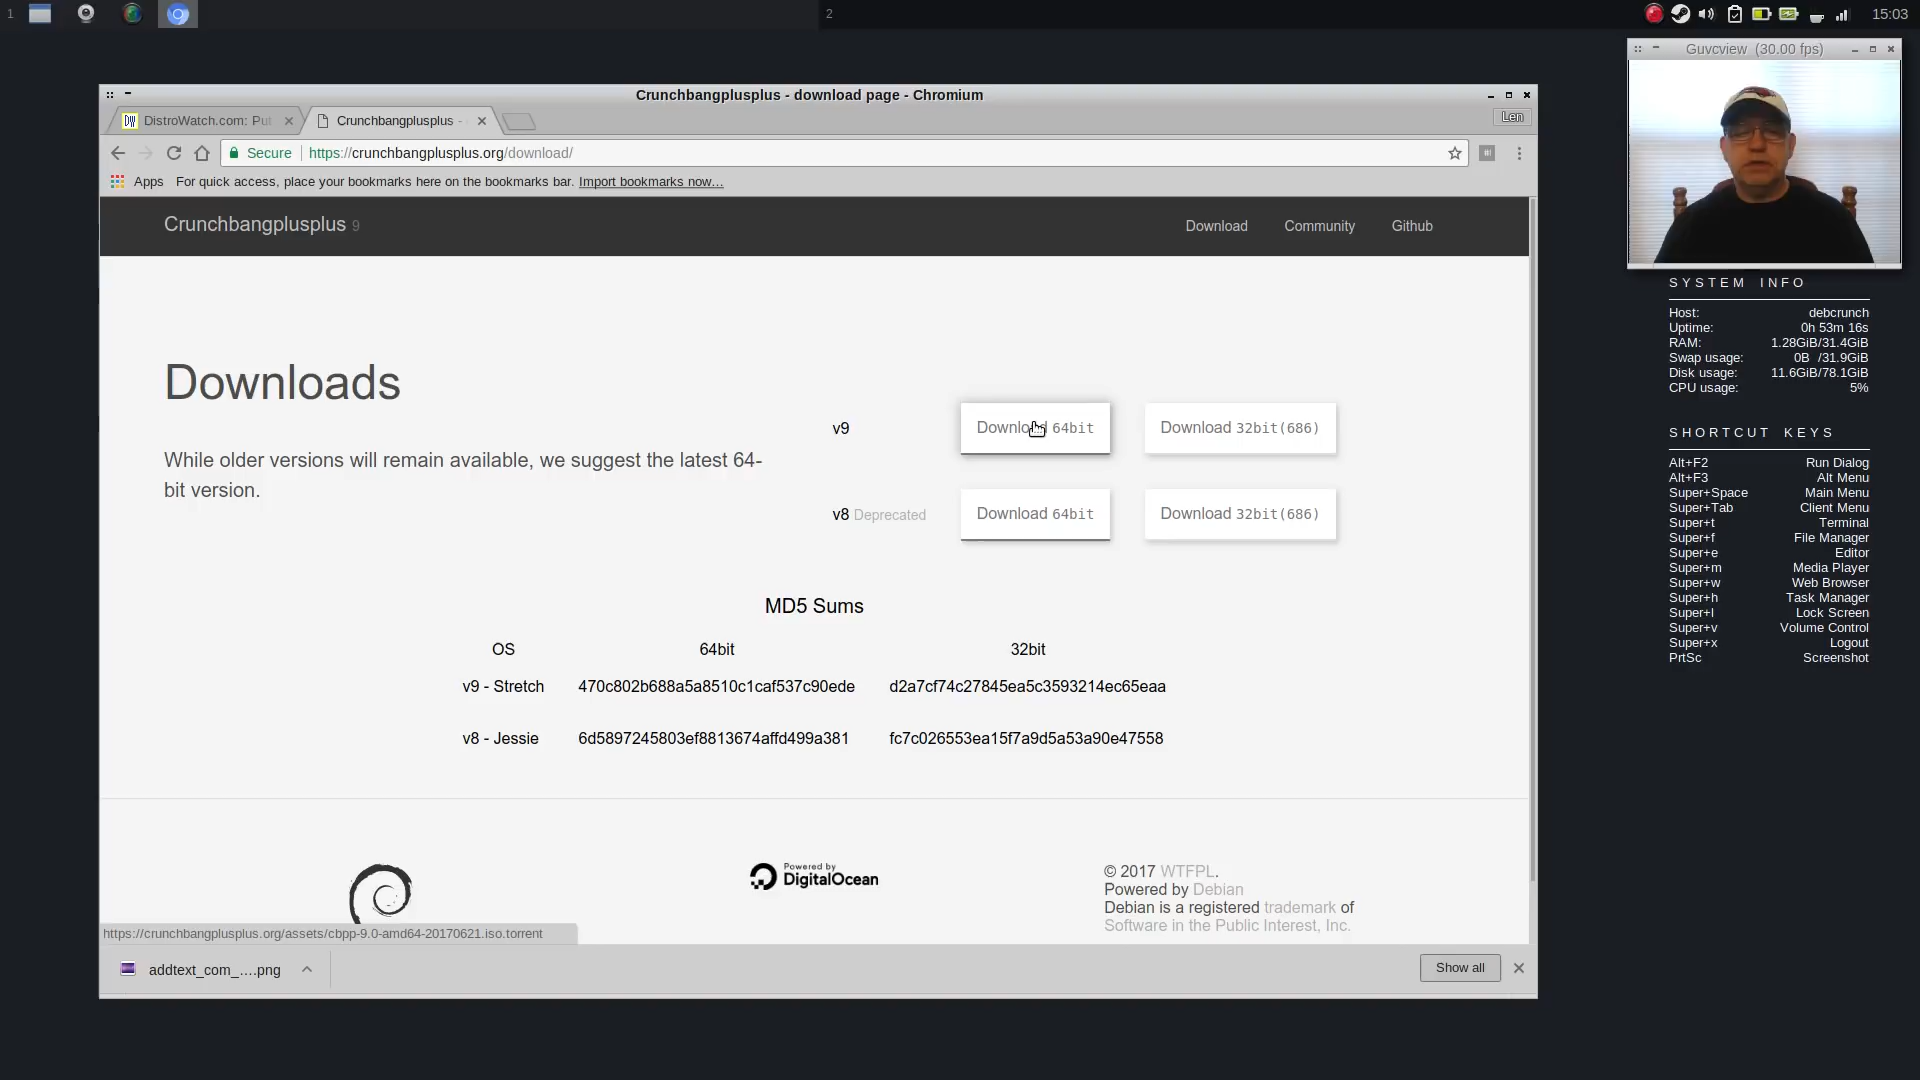 1
2
15:03
Guvcview (30.00 fps)
Crunchbangplusplus - download page - Chromium
DistroWatch.com: Put
Crunchbangplusplus -
Len
Secure
https://crunchbangplusplus.org/download/
Apps
For quick access, place your bookmarks here on the bookmarks bar. Import bookmarks now...
Crunchbangplusplus 9
Download
Community
Github
Downloads
While older versions will remain available, we suggest the latest 64-
bit version.
v9
Download 64bit
Download 32bit(686)
v8 Deprecated
Download 64bit
Download 32bit(686)
MD5 Sums
OS
64bit
32bit
v9 - Stretch
470c802b688a5a8510c1caf537c90ede
d2a7cf74c27845ea5c3593214ec65eaa
v8 - Jessie
6d5897245803ef8813674affd499a381
fc7c026553ea15f7a9d5a53a90e47558
Powered by
DigitalOcean
© 2017 WTFPL.
Powered by Debian
Debian is a registered trademark of
Software in the Public Interest, Inc.
https://crunchbangplusplus.org/assets/cbpp-9.0-amd64-20170621.iso.torrent
addtext_com_....png
Show all
SYSTEM INFO
Host: debcrunch
Uptime: 0h 53m 16s
RAM: 1.28GiB/31.4GiB
Swap usage: 0B /31.9GiB
Disk usage: 11.6GiB/78.1GiB
CPU usage: 5%
SHORTCUT KEYS
Alt+F2 Run Dialog
Alt+F3 Alt Menu
Super+Space Main Menu
Super+Tab Client Menu
Super+t Terminal
Super+f File Manager
Super+e Editor
Super+m Media Player
Super+w Web Browser
Super+h Task Manager
Super+l Lock Screen
Super+v Volume Control
Super+x Logout
PrtSc Screenshot